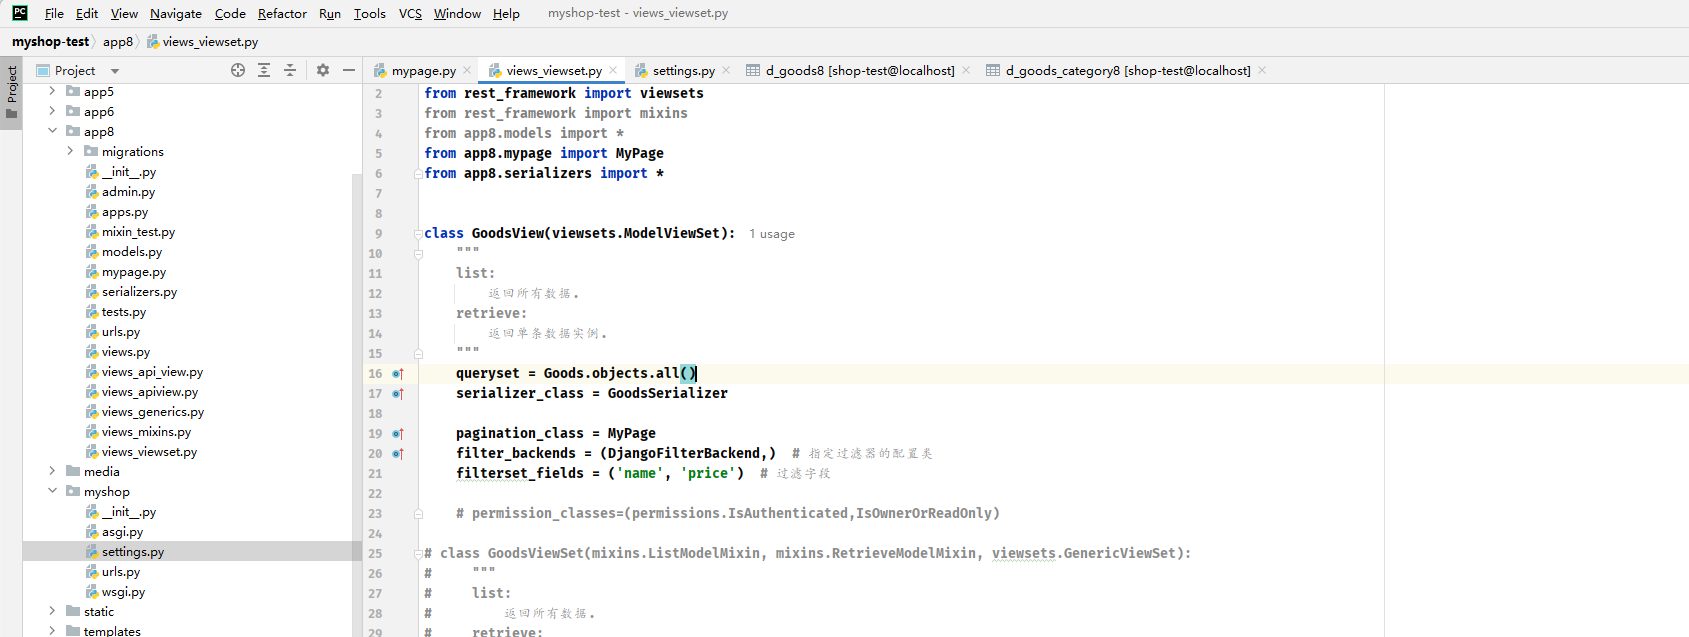 PC File Edit View Navigate Code Refactor Run Tools VCS Window Help myshop-test - views_viewset.py
myshop-test app8 views_viewset.py
Project
Project
mypage.py views_viewset.py settings.py d_goods8 [shop-test@localhost] d_goods_category8 [shop-test@localhost]
app5
app6
app8
migrations
__init__.py
admin.py
apps.py
mixin_test.py
models.py
mypage.py
serializers.py
tests.py
urls.py
views.py
views_api_view.py
views_apiview.py
views_generics.py
views_mixins.py
views_viewset.py
media
myshop
__init__.py
asgi.py
settings.py
urls.py
wsgi.py
static
templates
2 from rest_framework import viewsets
3 from rest_framework import mixins
4 from app8.models import *
5 from app8.mypage import MyPage
6 from app8.serializers import *
7
8
9 class GoodsView(viewsets.ModelViewSet): 1 usage
10 """
11 list:
12 返回所有数据.
13 retrieve:
14 返回单条数据实例.
15 """
16 queryset = Goods.objects.all()
17 serializer_class = GoodsSerializer
18
19 pagination_class = MyPage
20 filter_backends = (DjangoFilterBackend,) # 指定过滤器的配置类
21 filterset_fields = ('name', 'price') # 过滤字段
22
23 # permission_classes=(permissions.IsAuthenticated,IsOwnerOrReadOnly)
24
25 # class GoodsViewSet(mixins.ListModelMixin, mixins.RetrieveModelMixin, viewsets.GenericViewSet):
26 # """
27 # list:
28 # 返回所有数据.
29 # retrieve: